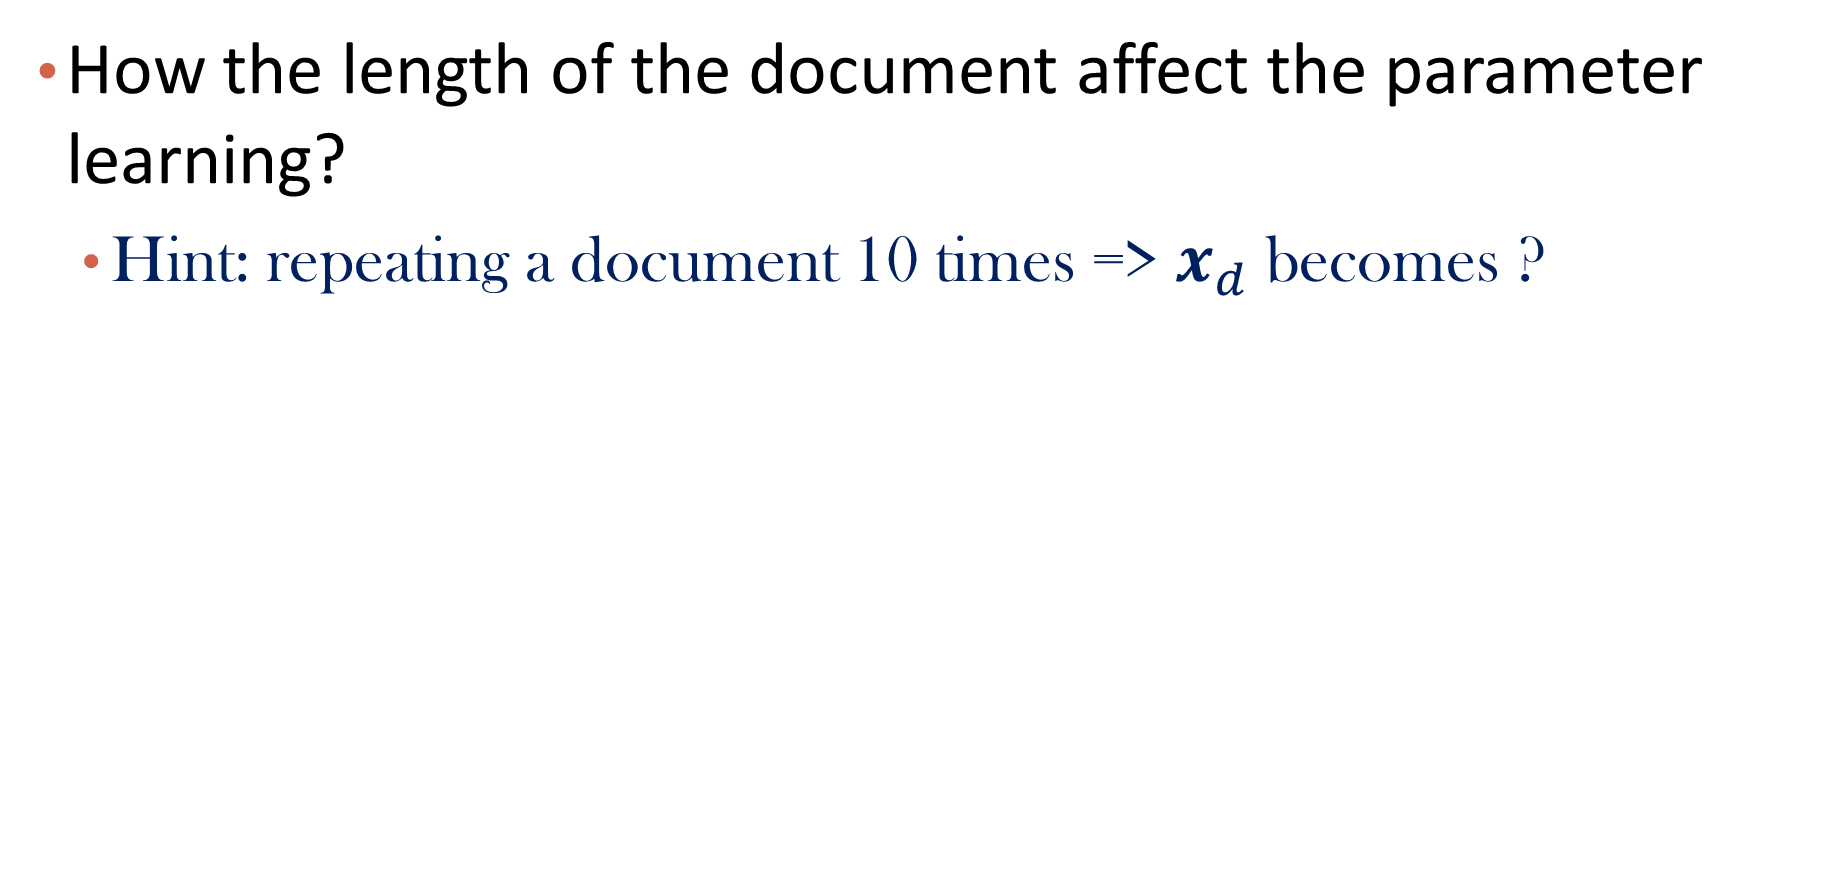 • How the length of the document affect the parameter
learning?
• Hint: repeating a document 10 times => 𝒙𝑑 becomes ?